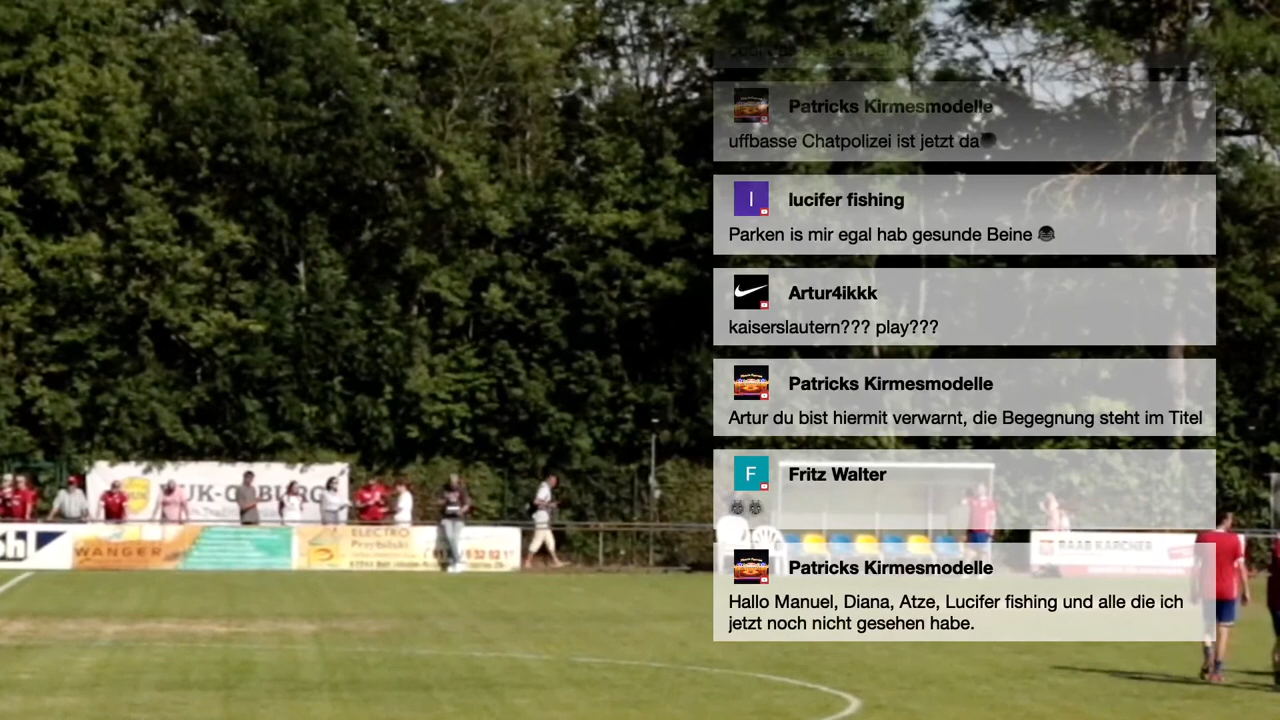 Patricks Kirmesmodelle
uffbasse Chatpolizei ist jetzt da
I
lucifer fishing
Parken is mir egal hab gesunde Beine
Artur4ikkk
kaiserslautern??? play???
Patricks Kirmesmodelle
Artur du bist hiermit verwarnt, die Begegnung steht im Titel
F
Fritz Walter
Patricks Kirmesmodelle
Hallo Manuel, Diana, Atze, Lucifer fishing und alle die ich
jetzt noch nicht gesehen habe.
WANGER
ELECTRO
RAAB KARCHER